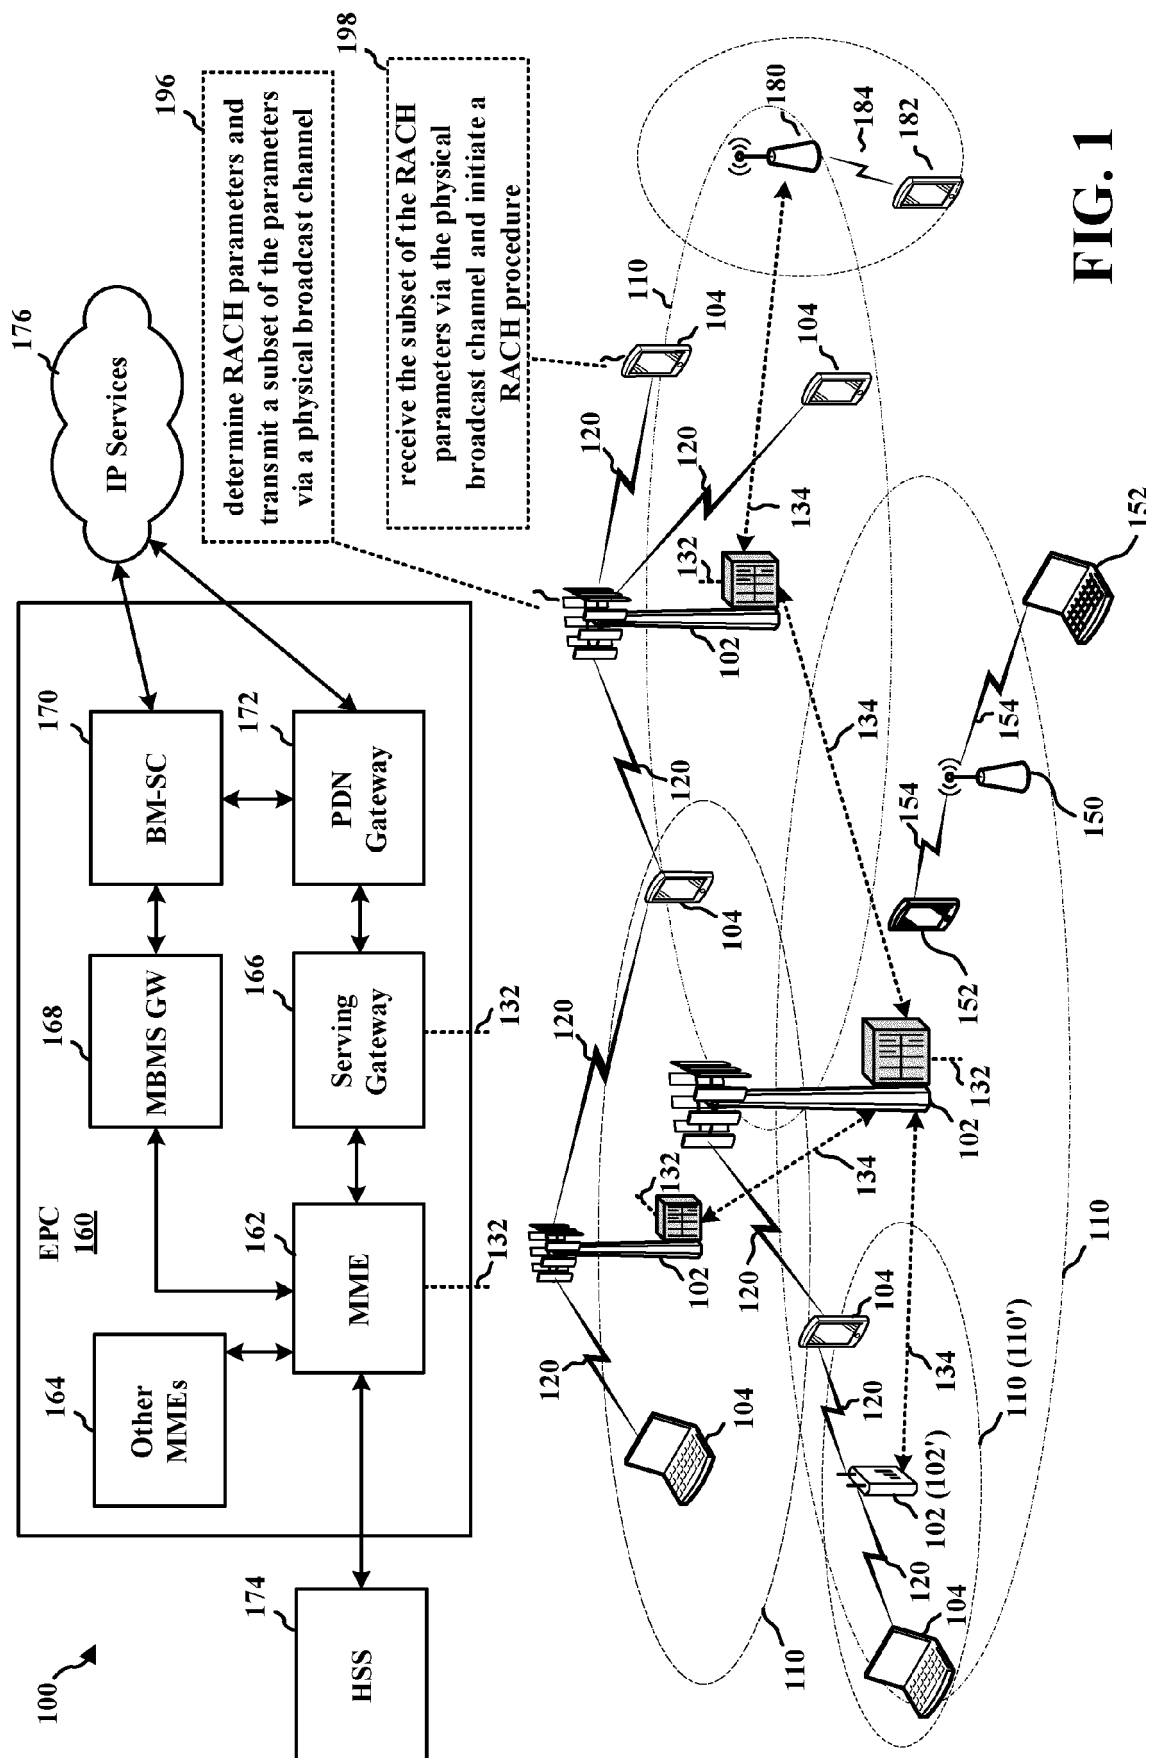 100
HSS
174
EPC
160
Other
MMEs
164
MME
162
132
MBMS GW
168
Serving
Gateway
166
132
BM-SC
170
PDN
Gateway
172
IP Services
176
determine RACH parameters and
transmit a subset of the parameters
via a physical broadcast channel
196
receive the subset of the RACH
parameters via the physical
broadcast channel and initiate a
RACH procedure
198
104
120
102
132
120
104
120
120
132
102
134
104
120
104
120
110
104
134
134
132
180
184
182
110
104
120
102 (102')
120
104
134
110 (110')
110
102
132
152
154
150
154
152
FIG. 1